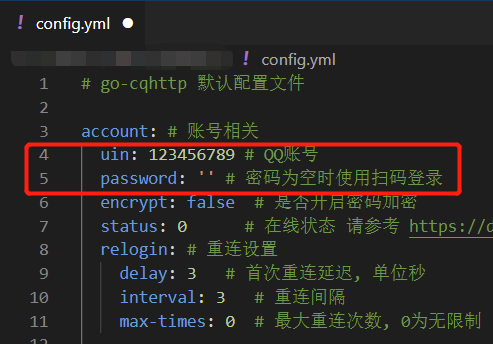 ! config.yml ●
! config.yml
1 # go-cqhttp 默认配置文件
2
3 account: # 账号相关
4 uin: 123456789 # QQ账号
5 password: '' # 密码为空时使用扫码登录
6 encrypt: false # 是否开启密码加密
7 status: 0 # 在线状态 请参考 https://d
8 relogin: # 重连设置
9 delay: 3 # 首次重连延迟, 单位秒
10 interval: 3 # 重连间隔
11 max-times: 0 # 最大重连次数, 0为无限制